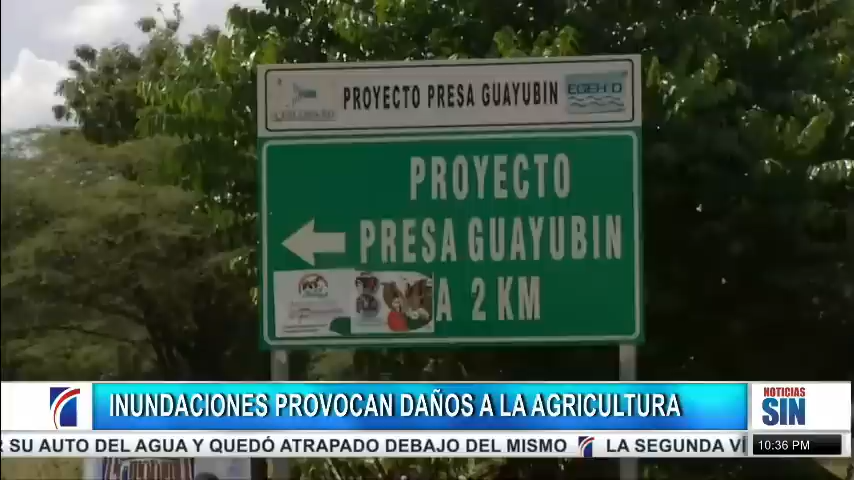 PROYECTO PRESA GUAYUBIN
EGEHID
PROYECTO
PRESA GUAYUBIN
A 2 KM
INUNDACIONES PROVOCAN DAÑOS A LA AGRICULTURA
NOTICIAS
SIN
R SU AUTO DEL AGUA Y QUEDÓ ATRAPADO DEBAJO DEL MISMO LA SEGUNDA VÍ
10:36 PM